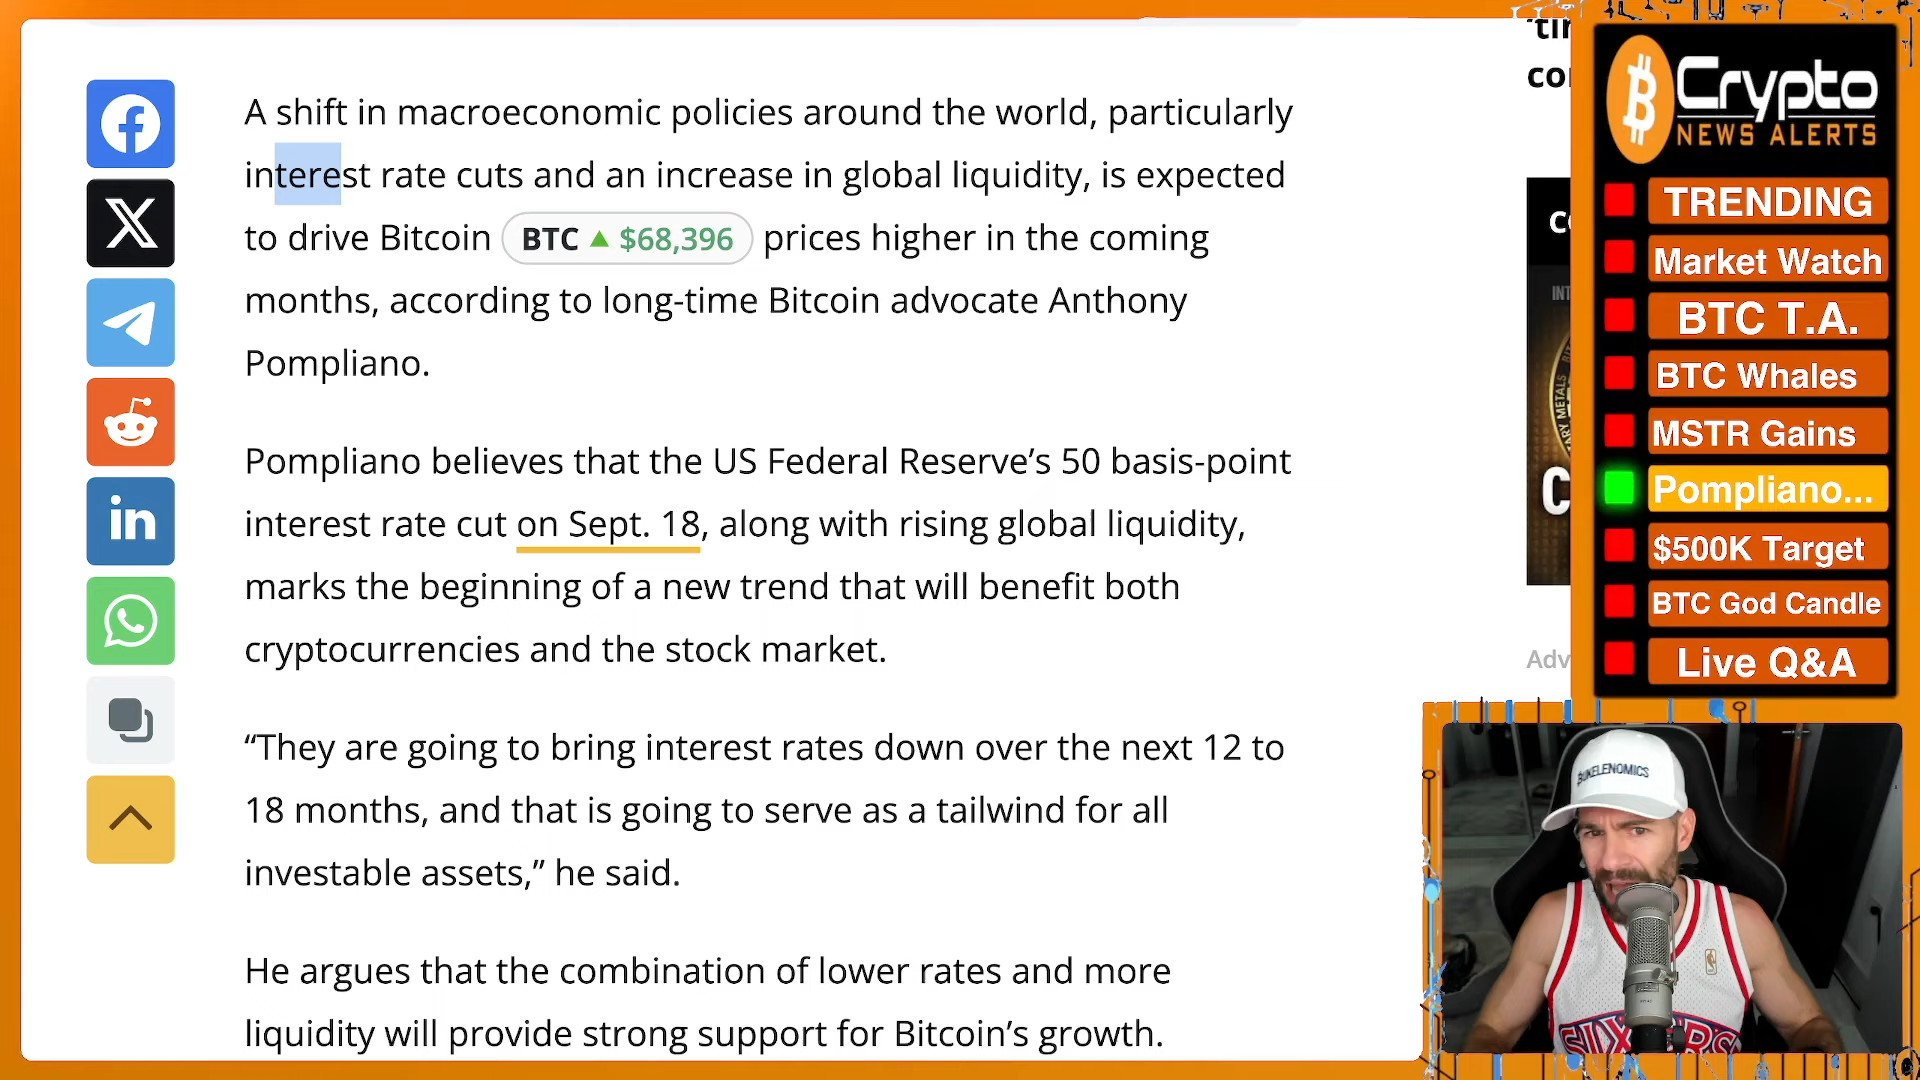 A shift in macroeconomic policies around the world, particularly
interest rate cuts and an increase in global liquidity, is expected
to drive Bitcoin BTC ▲ $68,396 prices higher in the coming
months, according to long-time Bitcoin advocate Anthony
Pompliano.
Pompliano believes that the US Federal Reserve’s 50 basis-point
interest rate cut on Sept. 18, along with rising global liquidity,
marks the beginning of a new trend that will benefit both
cryptocurrencies and the stock market.
“They are going to bring interest rates down over the next 12 to
18 months, and that is going to serve as a tailwind for all
investable assets,” he said.
He argues that the combination of lower rates and more
liquidity will provide strong support for Bitcoin’s growth.
in
Adv
Crypto
NEWS ALERTS
TRENDING
Market Watch
BTC T.A.
BTC Whales
MSTR Gains
Pompliano...
$500K Target
BTC God Candle
Live Q&A
BUKELENOMICS
SIXERS